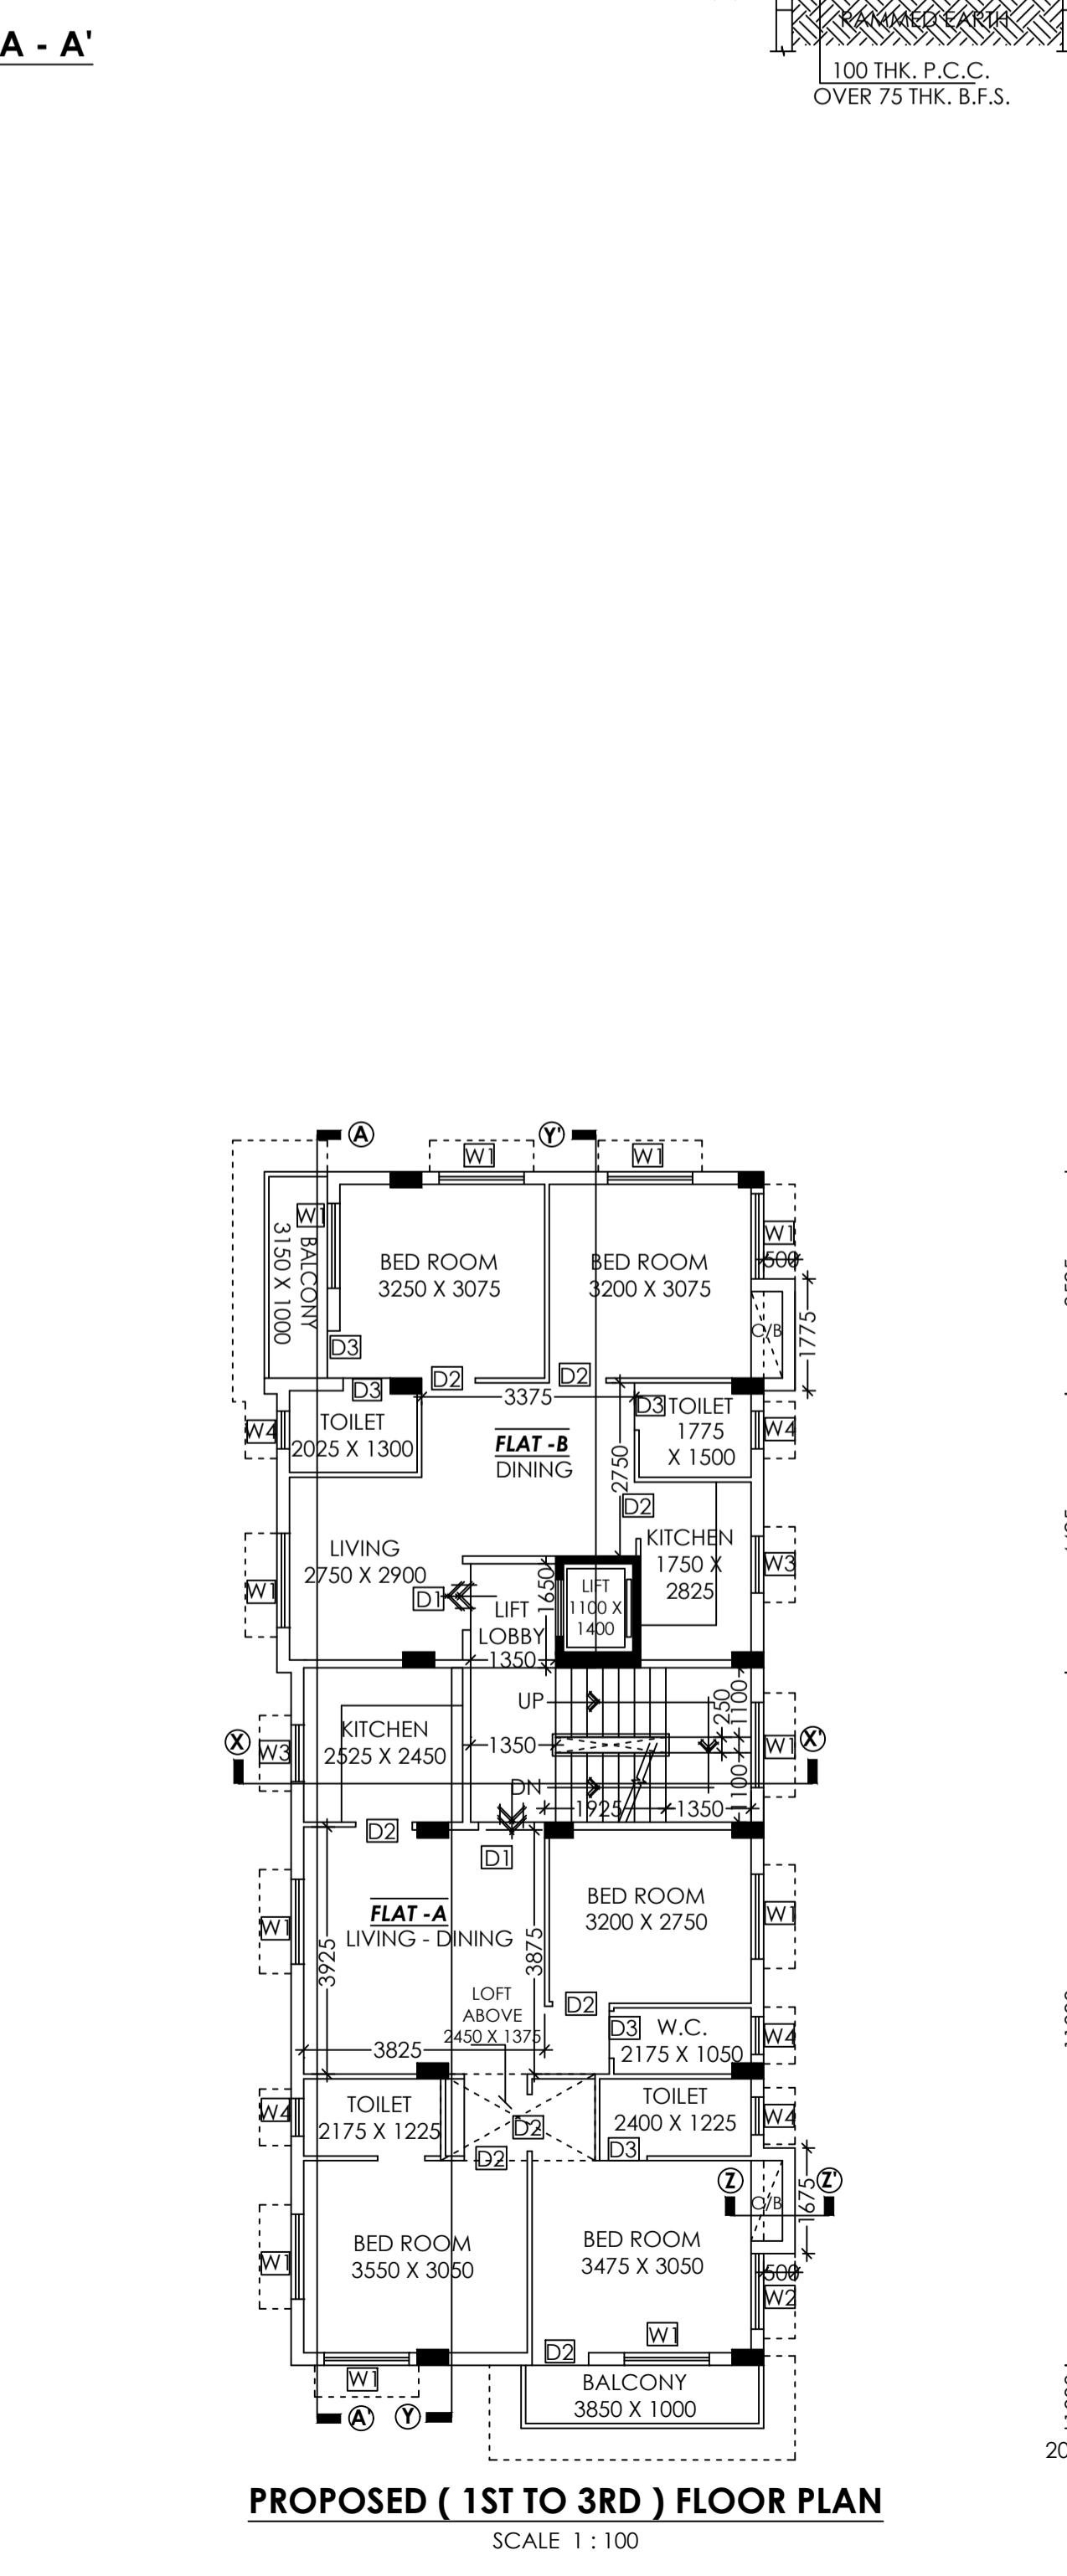 A - A'
RAMMED EARTH
100 THK. P.C.C.
OVER 75 THK. B.F.S.
A
Y'
W1
W1
W1
W1
500
BALCONY
3150 X 1000
BED ROOM
3250 X 3075
BED ROOM
3200 X 3075
C/B
1775
D3
D2
D2
D3
3375
D3
TOILET
1775
X 1500
TOILET
2025 X 1300
W4
W4
FLAT -B
DINING
2750
D2
LIVING
2750 X 2900
KITCHEN
1750 X
2825
W3
W1
D1
LIFT
LOBBY
1650
LIFT
1100 X
1400
1350
UP
250
1100
X
KITCHEN
2525 X 2450
W3
1350
W1
X'
DN
1100
1925
1350
D2
D1
BED ROOM
3200 X 2750
W1
FLAT -A
LIVING - DINING
W1
3925
3875
LOFT
ABOVE
2450 X 1375
D2
D3
W.C.
2175 X 1050
W4
3825
TOILET
2175 X 1225
W4
TOILET
2400 X 1225
W4
D2
D2
D3
Z
Z'
C/B
1675
BED ROOM
3550 X 3050
W1
BED ROOM
3475 X 3050
500
W2
W1
D2
W1
BALCONY
3850 X 1000
A'
Y
20
PROPOSED ( 1ST TO 3RD ) FLOOR PLAN
SCALE 1 : 100